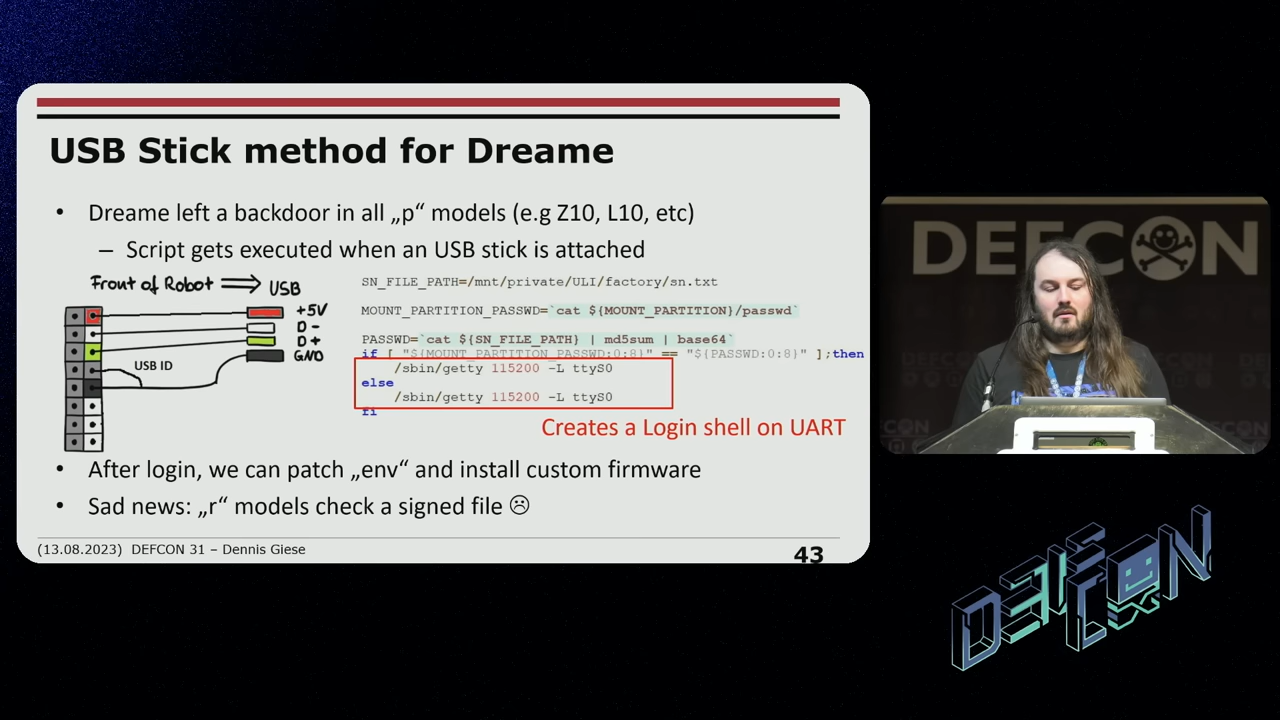 USB Stick method for Dreame
• Dreame left a backdoor in all „p“ models (e.g Z10, L10, etc)
– Script gets executed when an USB stick is attached
Front of Robot
USB
+5V
D-
D+
GND
USB ID
SN_FILE_PATH=/mnt/private/ULI/factory/sn.txt
MOUNT_PARTITION_PASSWD=`cat ${MOUNT_PARTITION}/passwd`
PASSWD=`cat ${SN_FILE_PATH} | md5sum | base64`
if [ "${MOUNT_PARTITION_PASSWD:0:8}" == "${PASSWD:0:8}" ];then
/sbin/getty 115200 -L ttyS0
else
/sbin/getty 115200 -L ttyS0
fi
Creates a Login shell on UART
• After login, we can patch „env“ and install custom firmware
• Sad news: „r“ models check a signed file ☹
(13.08.2023) DEFCON 31 – Dennis Giese
43
DEFCON
DEFCON